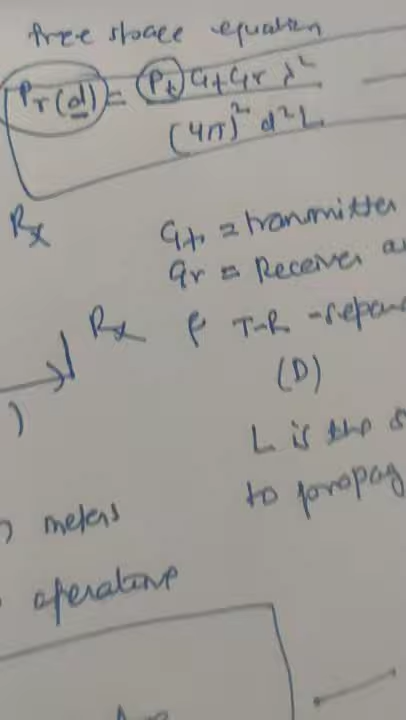 free space equation
Pr(d) = Pt Gt Gr λ²
(4π)² d² L
Rx
Gt = transmitter
Gr = Receiver
Rx
T-R
(D)
)
L is the
to propag
meters
operative